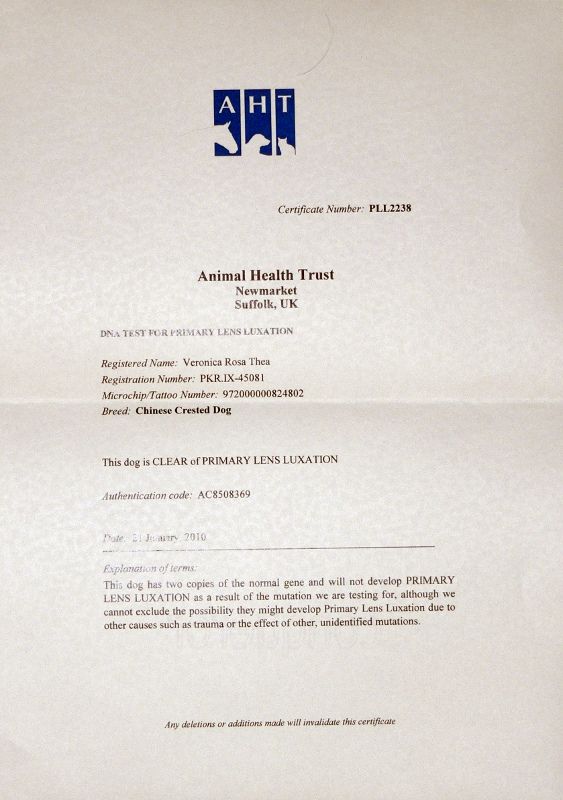 AHT
Certificate Number: PLL2238
Animal Health Trust
Newmarket
Suffolk, UK
DNA TEST FOR PRIMARY LENS LUXATION
Registered Name: Veronica Rosa Thea
Registration Number: PKR.IX-45081
Microchip/Tattoo Number: 972000000824802
Breed: Chinese Crested Dog
This dog is CLEAR of PRIMARY LENS LUXATION
Authentication code: AC8508369
Date: 21 January 2010
Explanation of terms:
This dog has two copies of the normal gene and will not develop PRIMARY
LENS LUXATION as a result of the mutation we are testing for, although we
cannot exclude the possibility they might develop Primary Lens Luxation due to
other causes such as trauma or the effect of other, unidentified mutations.
Any deletions or additions made will invalidate this certificate